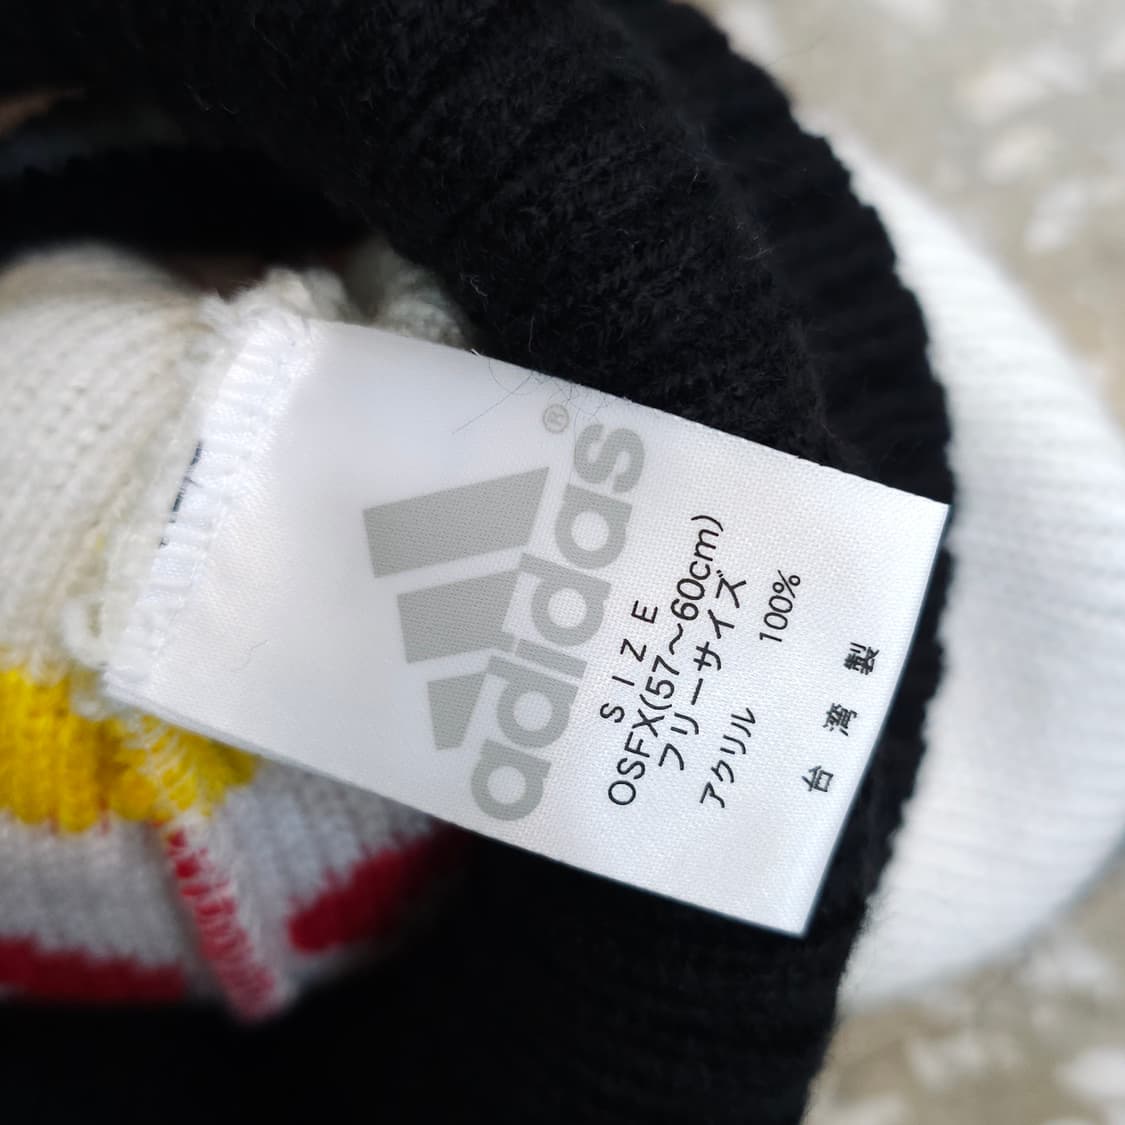 adidas®
SIZE
OSFX(57〜60cm)
フリーサイズ
アクリル 100%
台湾製